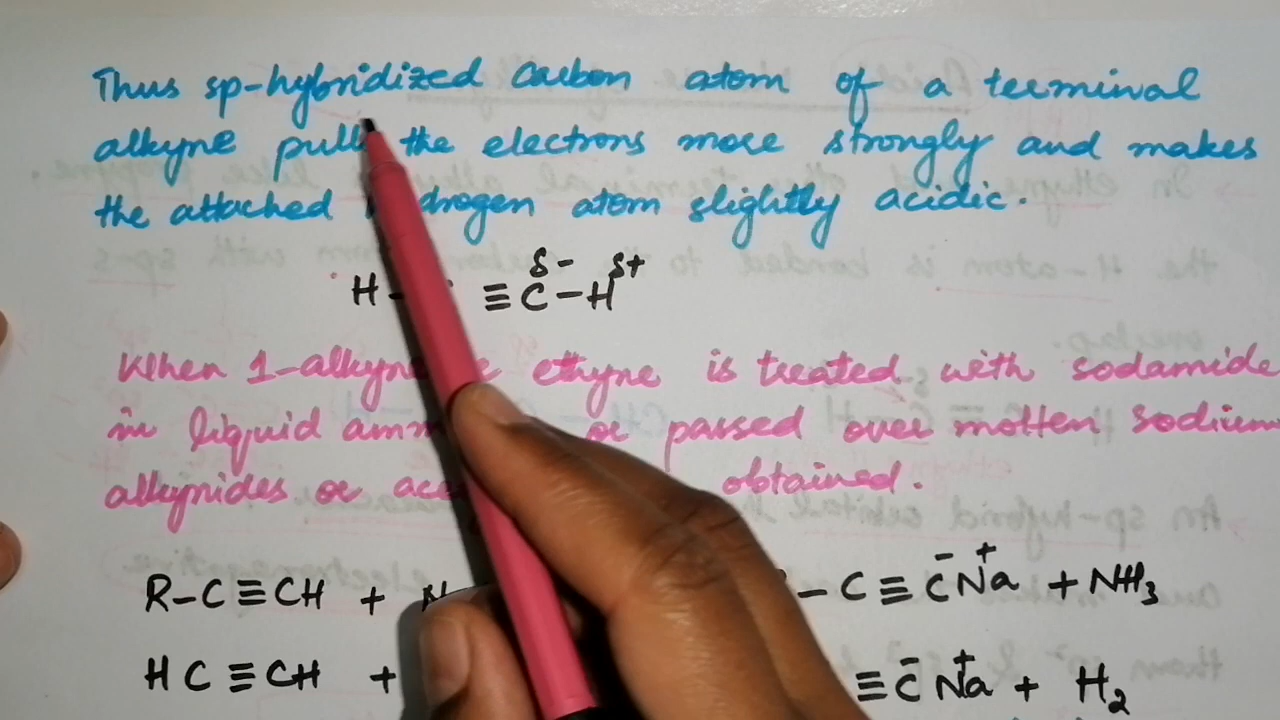 Thus sp-hybridized carbon atom of a terminal
alkyne pulls the electrons more strongly and makes
the attached drogen atom slightly acidic.
δ- δ+
H- ≡C-H
When 1-alkyne ethyne is treated with sodamide
in liquid amm or passed over molten sodium
alkynides or ace obtained.
R-C≡CH + N -C≡C⁻Na⁺ + NH₃
HC≡CH + ≡C⁻Na⁺ + H₂